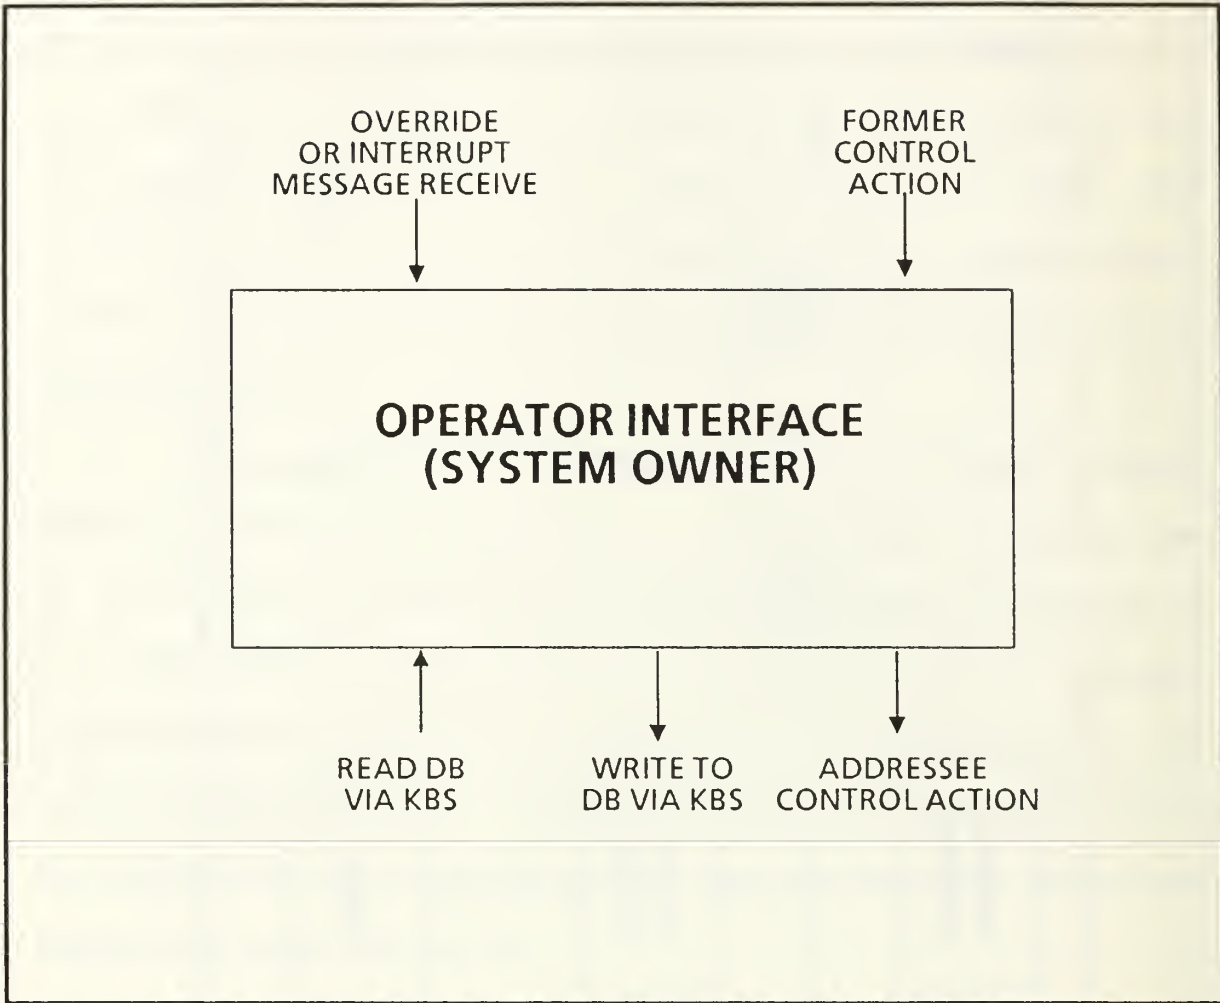 OVERRIDE
OR INTERRUPT
MESSAGE RECEIVE
FORMER
CONTROL
ACTION
OPERATOR INTERFACE
(SYSTEM OWNER)
READ DB
VIA KBS
WRITE TO
DB VIA KBS
ADDRESSEE
CONTROL ACTION